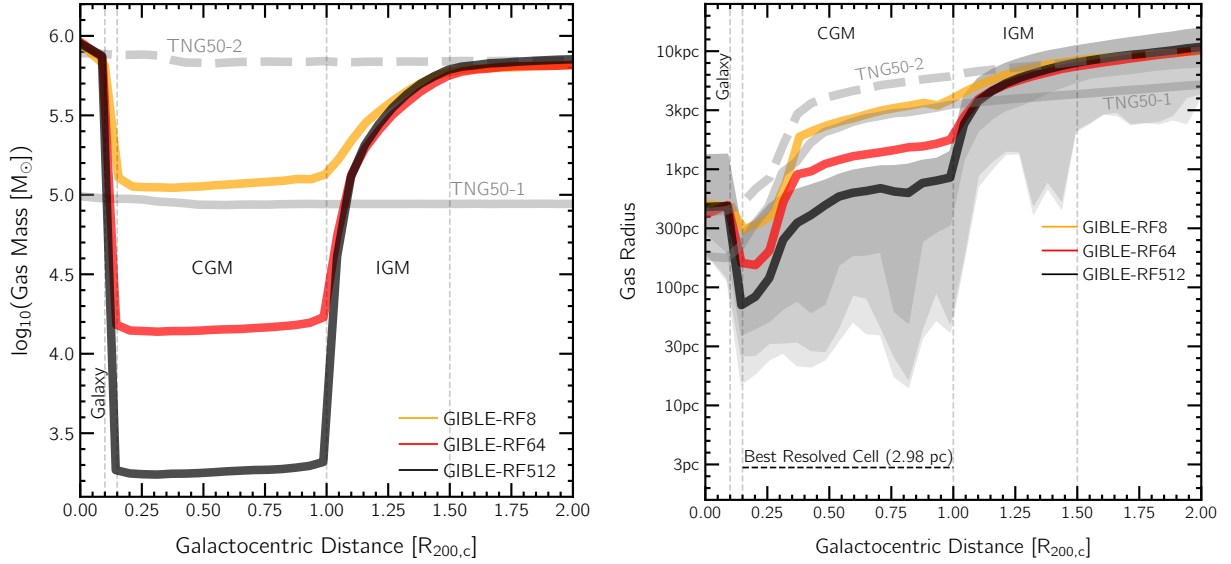 TNG50-2
TNG50-1
CGM
IGM
Galaxy
GIBLE-RF8
GIBLE-RF64
GIBLE-RF512
6.0
5.5
5.0
4.5
4.0
3.5
0.00 0.25 0.50 0.75 1.00 1.25 1.50 1.75 2.00
log₁₀(Gas Mass [M⊙])
Galactocentric Distance [R₂₀₀,c]
CGM
IGM
Galaxy
TNG50-2
TNG50-1
GIBLE-RF8
GIBLE-RF64
GIBLE-RF512
Best Resolved Cell (2.98 pc)
10kpc
3kpc
1kpc
300pc
100pc
30pc
10pc
3pc
0.00 0.25 0.50 0.75 1.00 1.25 1.50 1.75 2.00
Gas Radius
Galactocentric Distance [R₂₀₀,c]